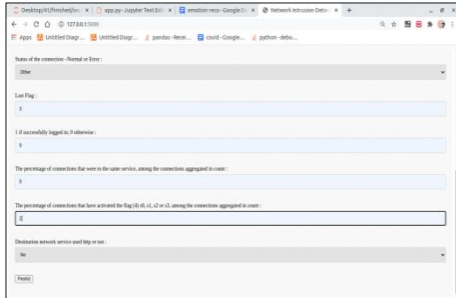 Desktop/41/finished/soc
app.py - Jupyter Text Edit
emotion reco - Google Do
Network Intrusion Detec
127.0.0.1:5000
Apps
Untitled Diagr...
Untitled Diagr...
pandas -Recei...
covid - Google...
python -debu...
Status of the connection -Normal or Error :
Other
Last Flag :
1 if successfully logged in; 0 otherwise :
The percentage of connections that were to the same service, among the connections aggregated in count :
The percentage of connections that have activated the flag (4) s0, s1, s2 or s3, among the connections aggregated in count :
2
Destination network service used http or not :
No
Predict